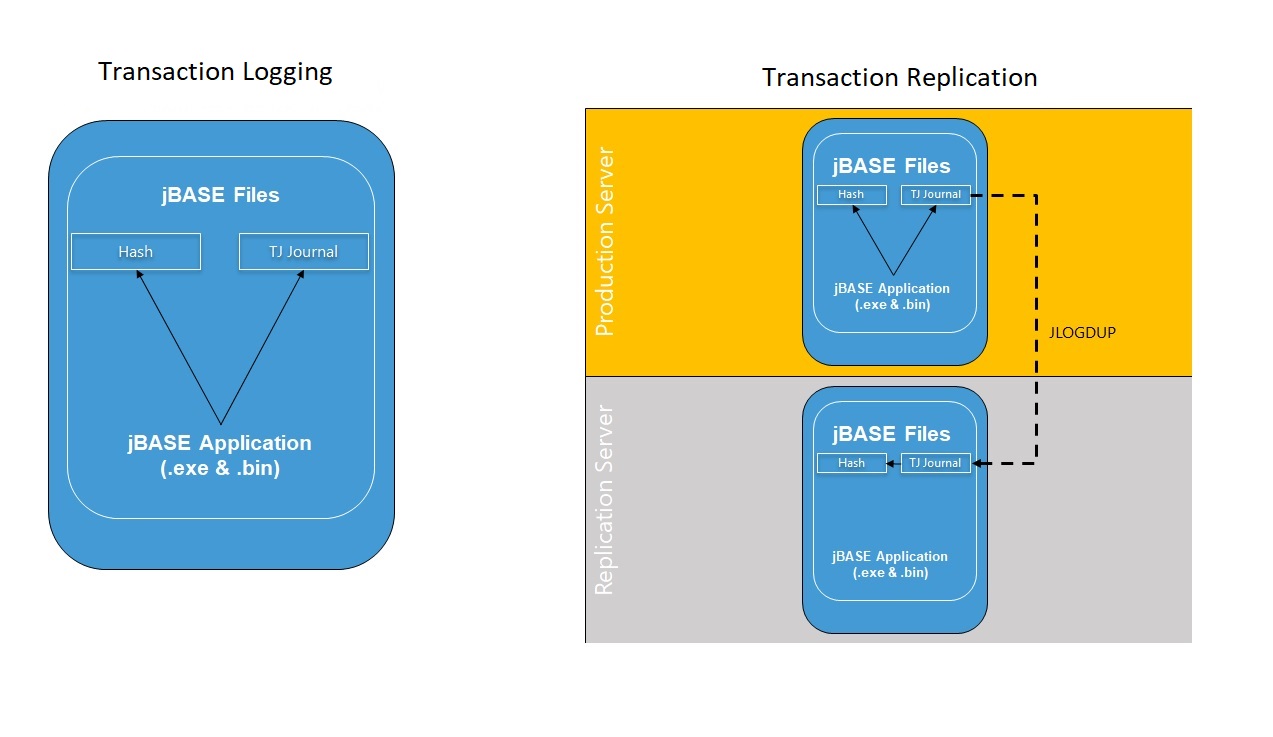 Transaction Logging
jBASE Files
Hash
TJ Journal
jBASE Application
(.exe & .bin)
Transaction Replication
Production Server
jBASE Files
Hash
TJ Journal
jBASE Application
(.exe & .bin)
JLOGDUP
Replication Server
jBASE Files
Hash
TJ Journal
jBASE Application
(.exe & .bin)